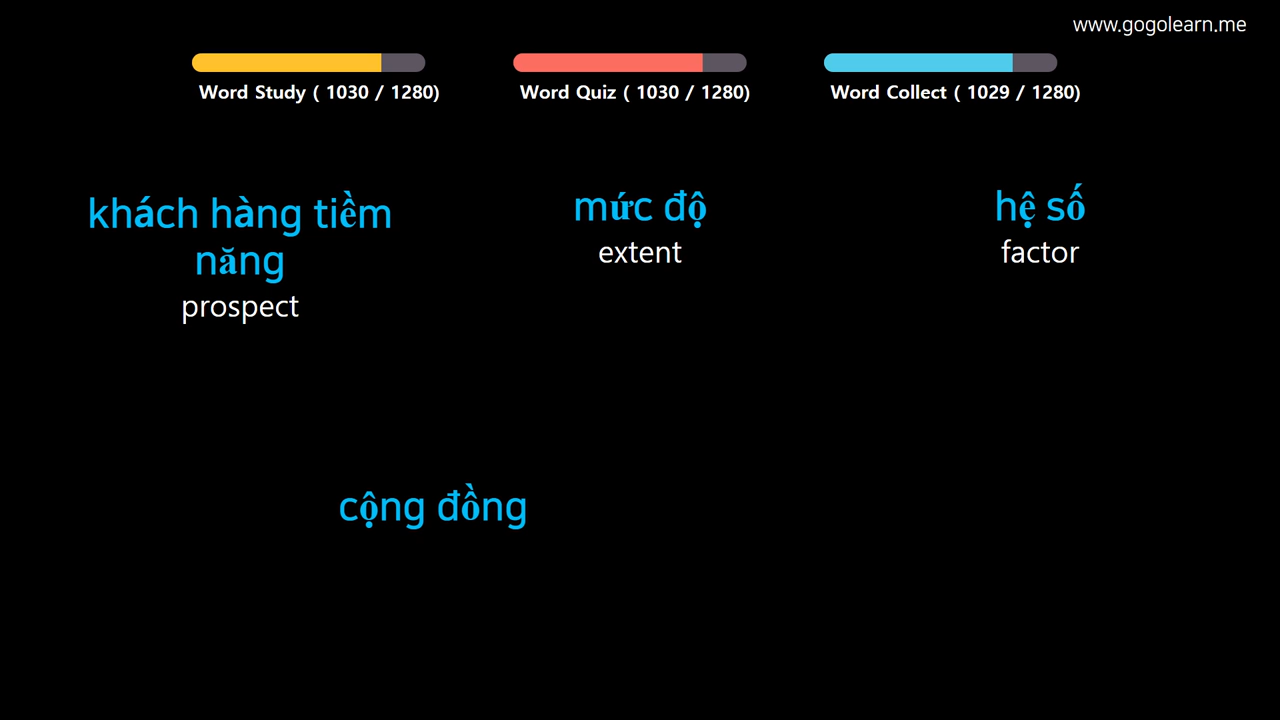 www.gogolearn.me
Word Study ( 1030 / 1280)
Word Quiz ( 1030 / 1280)
Word Collect ( 1029 / 1280)
khách hàng tiềm
năng
prospect
mức độ
extent
hệ số
factor
cộng đồng